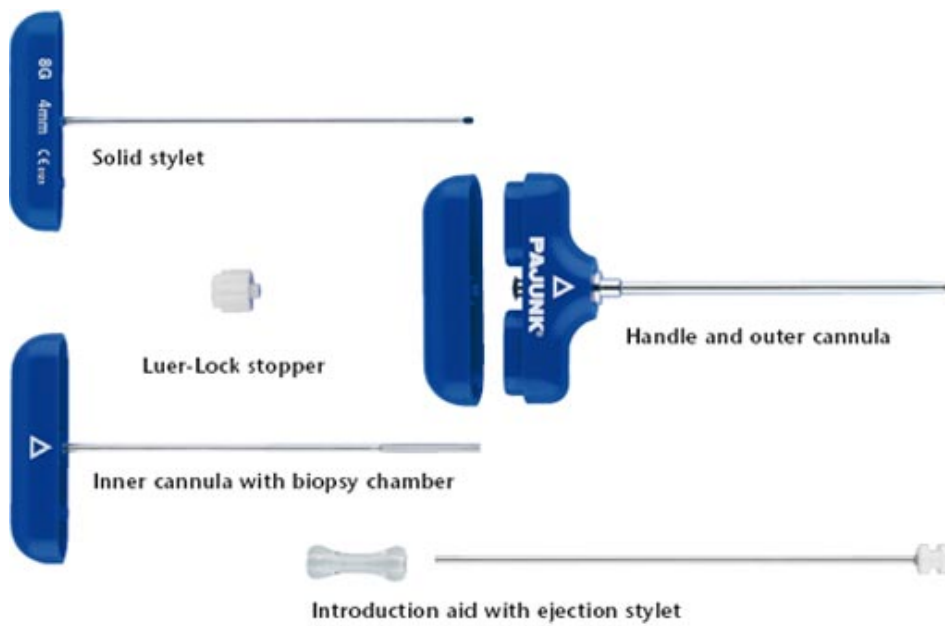 8G 4mm CE 0124
Solid stylet
PAJUNK®
Handle and outer cannula
Luer-Lock stopper
Inner cannula with biopsy chamber
Introduction aid with ejection stylet